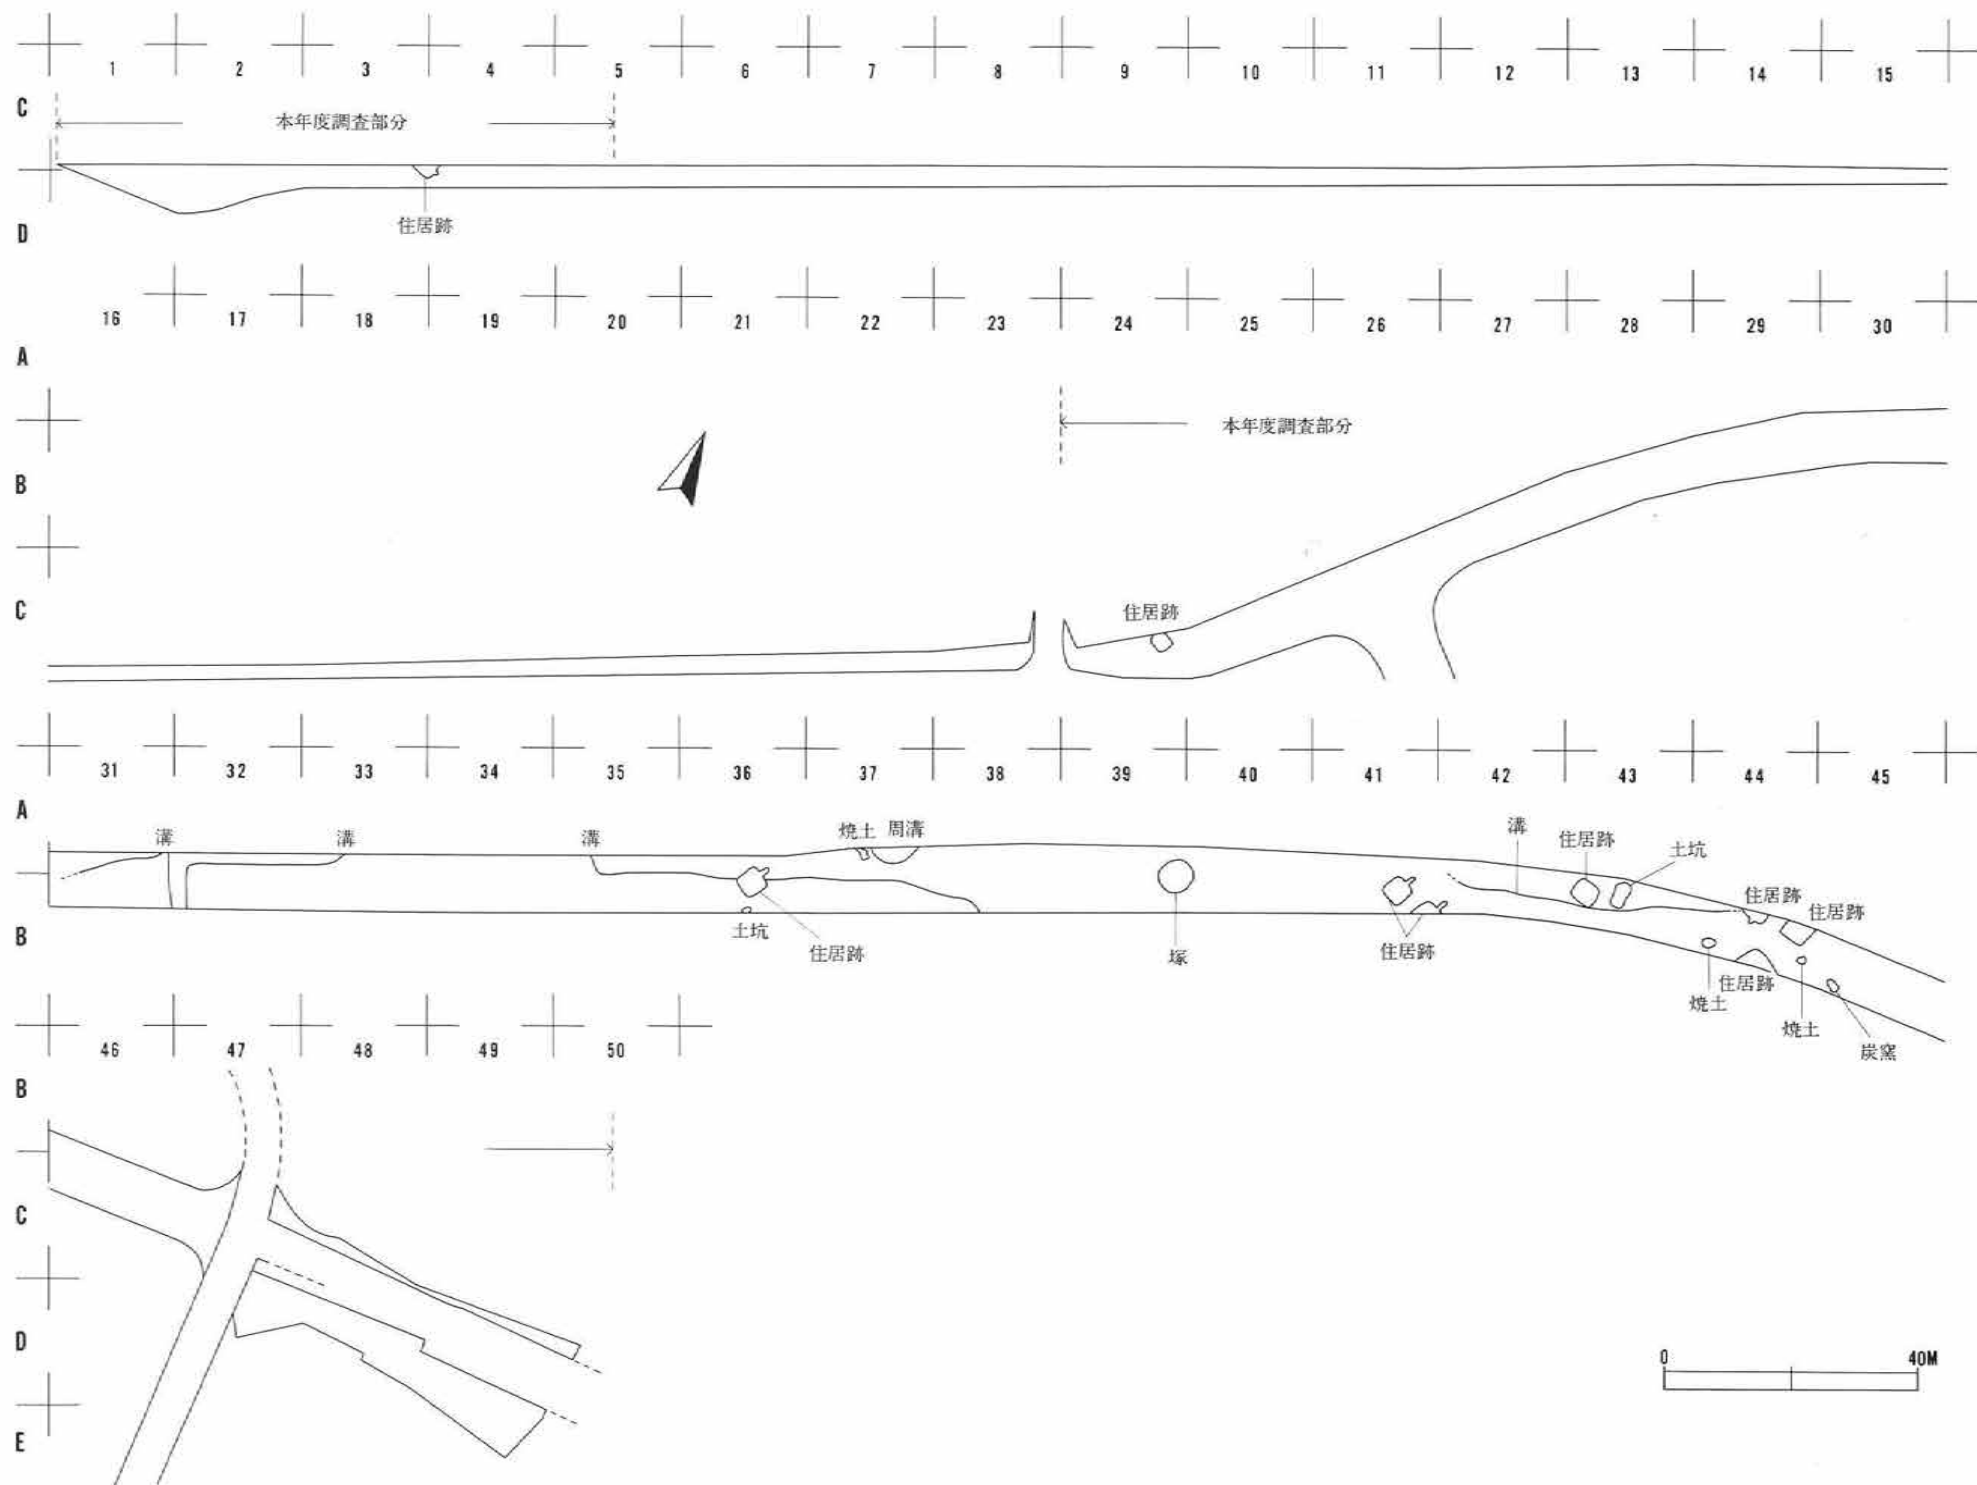 1 2 3 4 5 6 7 8 9 10 11 12 13 14 15
C
本年度調査部分
住居跡
D
16 17 18 19 20 21 22 23 24 25 26 27 28 29 30
A
本年度調査部分
B
C
住居跡
31 32 33 34 35 36 37 38 39 40 41 42 43 44 45
A
溝 溝 溝 焼土 周溝 溝 住居跡 土坑
住居跡 住居跡
B
土坑 住居跡 塚 住居跡 住居跡
焼土 焼土 炭窯
46 47 48 49 50
B
C
D
0 40M
E